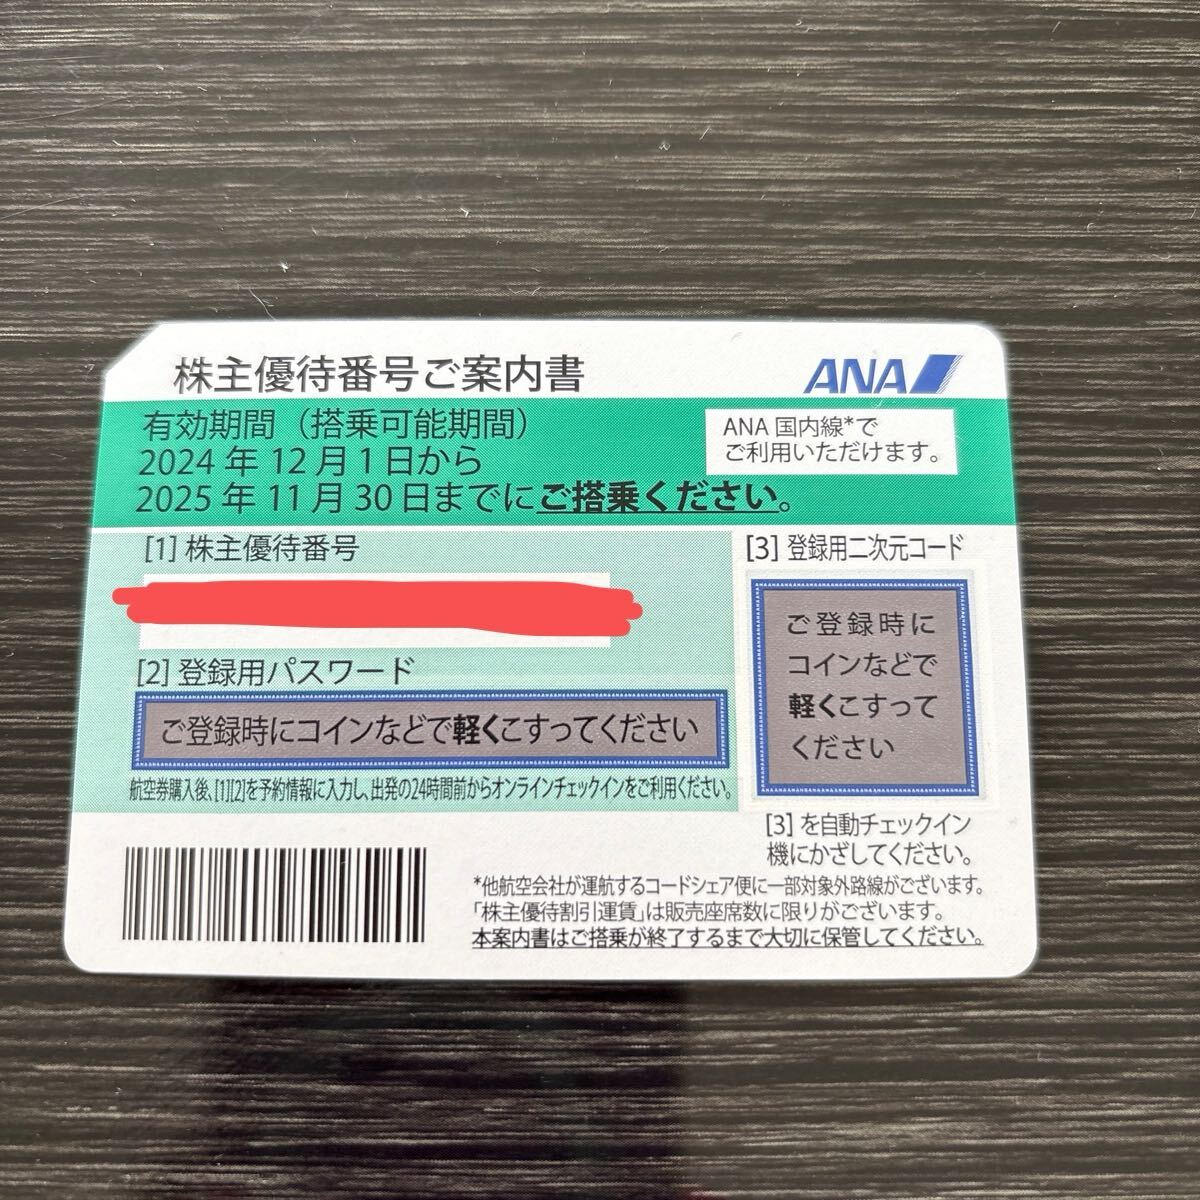 株主優待番号ご案内書
ANA
有効期間（搭乗可能期間）
2024年12月1日から
2025年11月30日までにご搭乗ください。
ANA国内線*で
ご利用いただけます。
[1] 株主優待番号
[2] 登録用パスワード
ご登録時にコインなどで軽くこすってください
航空券購入後、[1][2]を予約情報に入力し、出発の24時間前からオンラインチェックインをご利用ください。
[3] 登録用二次元コード
ご登録時に
コインなどで
軽くこすって
ください
[3] を自動チェックイン
機にかざしてください。
*他航空会社が運航するコードシェア便に一部対象外路線がございます。
「株主優待割引運賃」は販売座席数に限りがございます。
本案内書はご搭乗が終了するまで大切に保管してください。